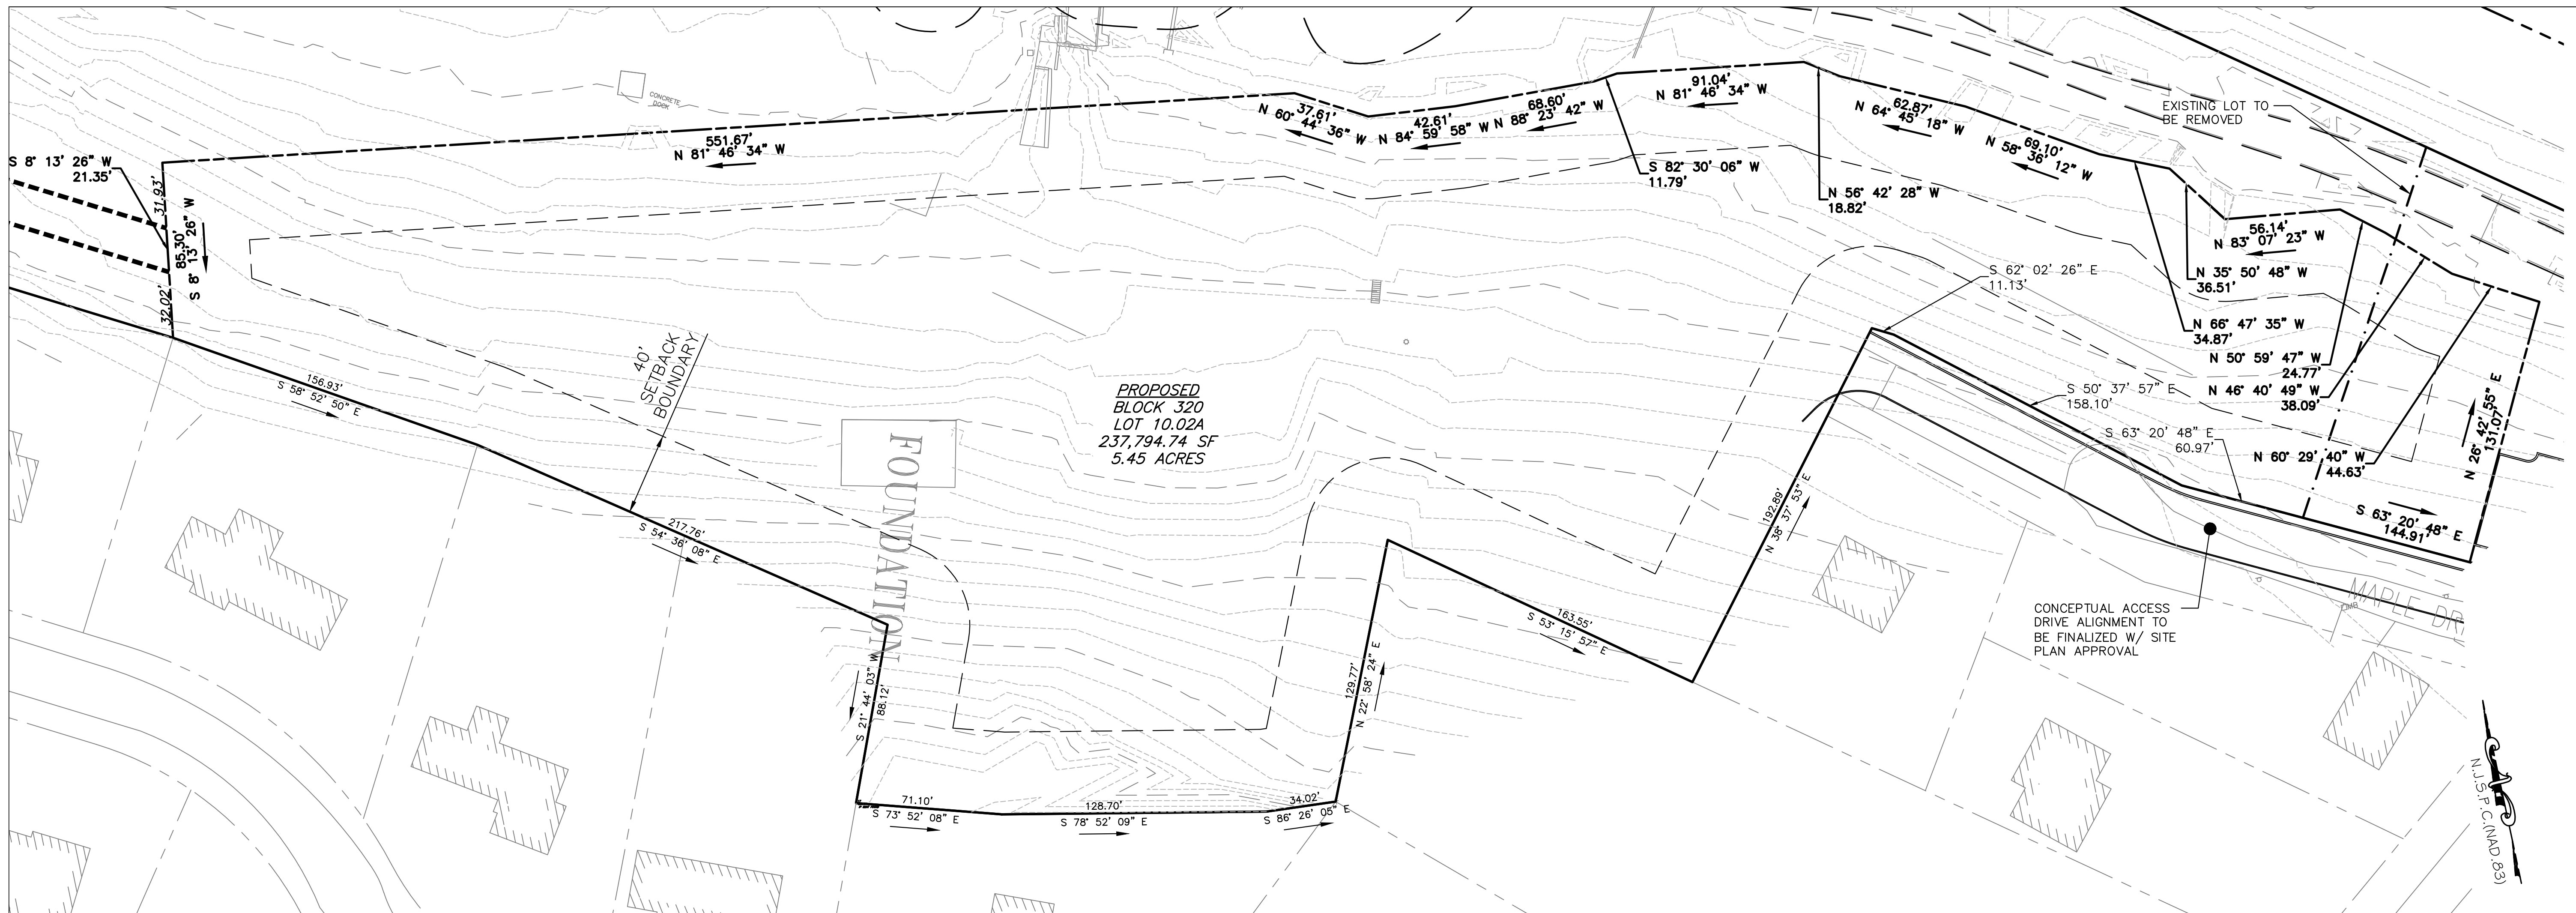 CONCRETE
DOCK
551.67'
N 81° 46' 34" W
37.61'
N 60° 44' 36" W
42.61'
N 84° 59' 58" W
68.60'
N 88° 23' 42" W
91.04'
N 81° 46' 34" W
S 82° 30' 06" W
11.79'
N 56° 42' 28" W
18.82'
62.87'
N 64° 45' 18" W
69.10'
N 58° 36' 12" W
EXISTING LOT TO
BE REMOVED
56.14'
N 83° 07' 23" W
N 35° 50' 48" W
36.51'
N 66° 47' 35" W
34.87'
N 50° 59' 47" W
24.77'
N 46° 40' 49" W
38.09'
N 60° 29' 40" W
44.63'
N 26° 42' 55" E
131.07'
S 63° 20' 48" E
144.91'
S 8° 13' 26" W
21.35'
31.93'
85.30'
S 8° 13' 26" W
32.02'
156.93'
S 58° 52' 50" E
40'
SETBACK
BOUNDARY
217.76'
S 54° 36' 08" E
FOUNDATION
PROPOSED
BLOCK 320
LOT 10.02A
237,794.74 SF
5.45 ACRES
S 21° 44' 03" W
88.12'
71.10'
S 73° 52' 08" E
128.70'
S 78° 52' 09" E
34.02'
S 86° 26' 05" E
129.77'
N 22° 58' 24" E
163.55'
S 53° 15' 57" E
192.89'
N 38° 37' 53" E
S 62° 02' 26" E
11.13'
S 50° 37' 57" E
158.10'
S 63° 20' 48" E
60.97'
CONCEPTUAL ACCESS
DRIVE ALIGNMENT TO
BE FINALIZED W/ SITE
PLAN APPROVAL
MAPLE DRI
N.J.S.P.C.(NAD.83)